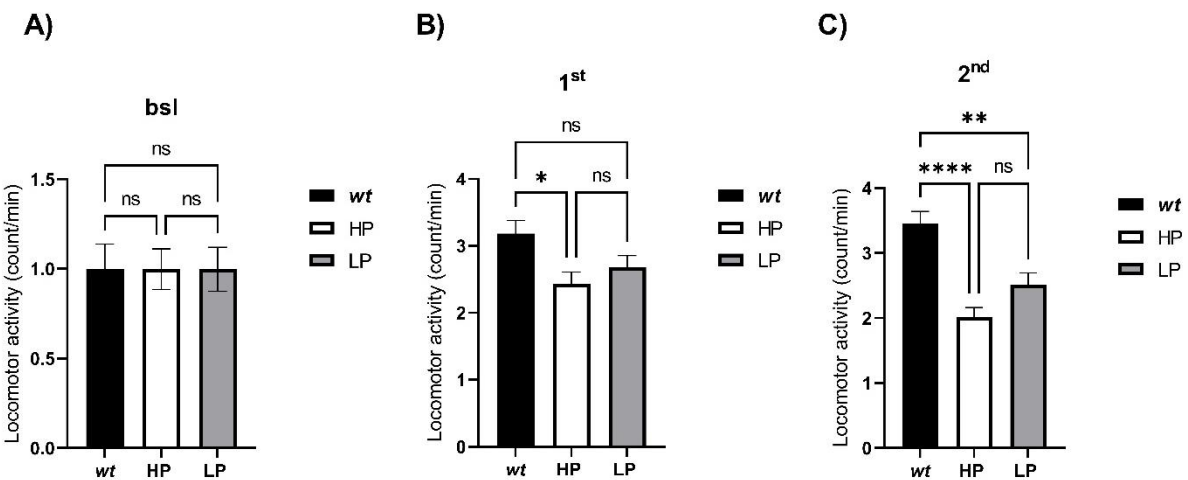 A)
bsl
ns
ns
ns
Locomotor activity (count/min)
1.5
1.0
0.5
0.0
wt
HP
LP
wt
HP
LP
B)
1st
ns
*
ns
Locomotor activity (count/min)
4
3
2
1
0
wt
HP
LP
wt
HP
LP
C)
2nd
**
****
ns
Locomotor activity (count/min)
4
3
2
1
0
wt
HP
LP
wt
HP
LP